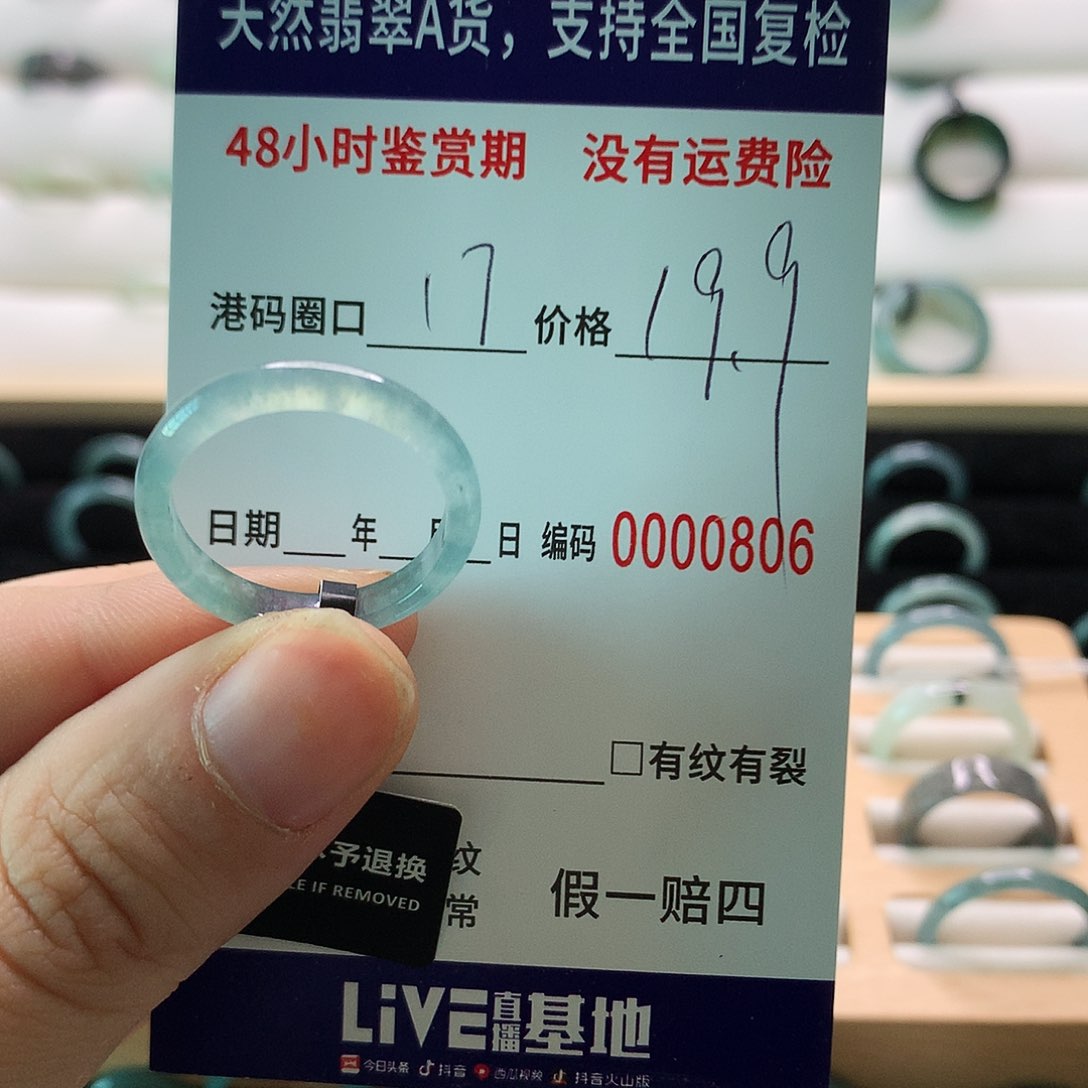 天然翡翠A货，支持全国复检
48小时鉴赏期 没有运费险
港码圈口 17 价格 19.9
日期 年 月 日 编码 0000806
□有纹有裂
予退换
LE IF REMOVED
纹
常
假一赔四
LiVE直播基地
今日头条 抖音 西瓜视频 抖音火山版